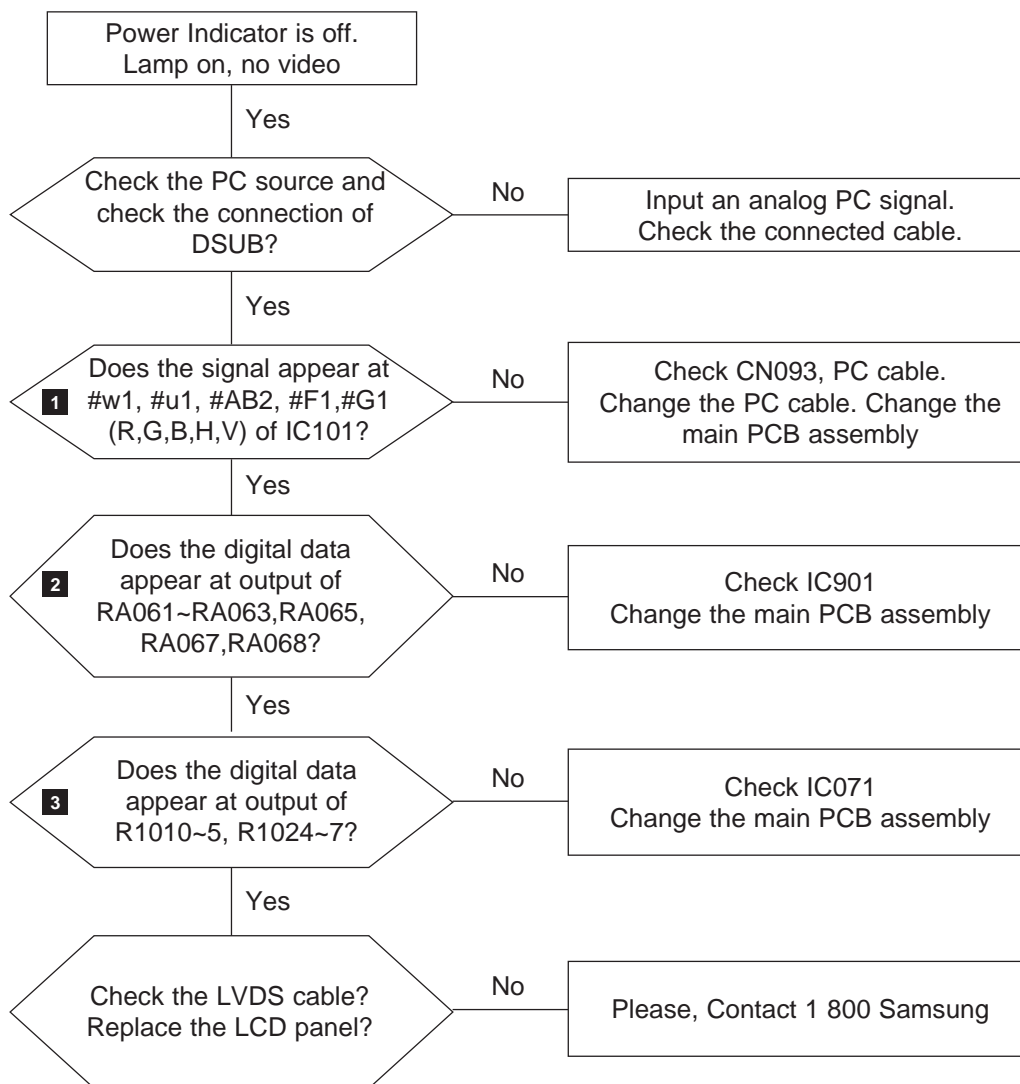 Power Indicator is off.
Lamp on, no video
Yes
Check the PC source and
check the connection of
DSUB?
No
Input an analog PC signal.
Check the connected cable.
Yes
1
Does the signal appear at
#w1, #u1, #AB2, #F1,#G1
(R,G,B,H,V) of IC101?
No
Check CN093, PC cable.
Change the PC cable. Change the
main PCB assembly
Yes
2
Does the digital data
appear at output of
RA061~RA063,RA065,
RA067,RA068?
No
Check IC901
Change the main PCB assembly
Yes
3
Does the digital data
appear at output of
R1010~5, R1024~7?
No
Check IC071
Change the main PCB assembly
Yes
Check the LVDS cable?
Replace the LCD panel?
No
Please, Contact 1 800 Samsung